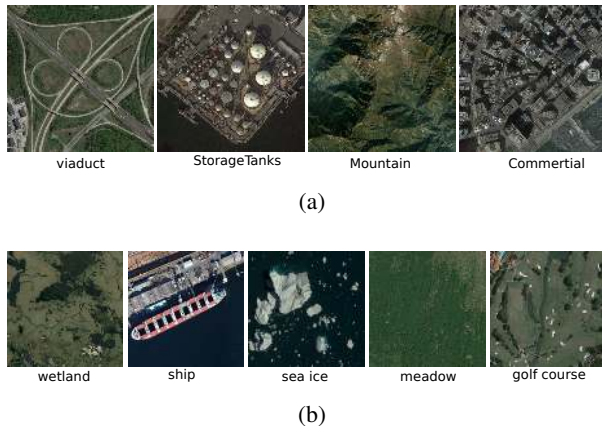 viaduct StorageTanks Mountain Commertial
(a)
wetland ship sea ice meadow golf course
(b)